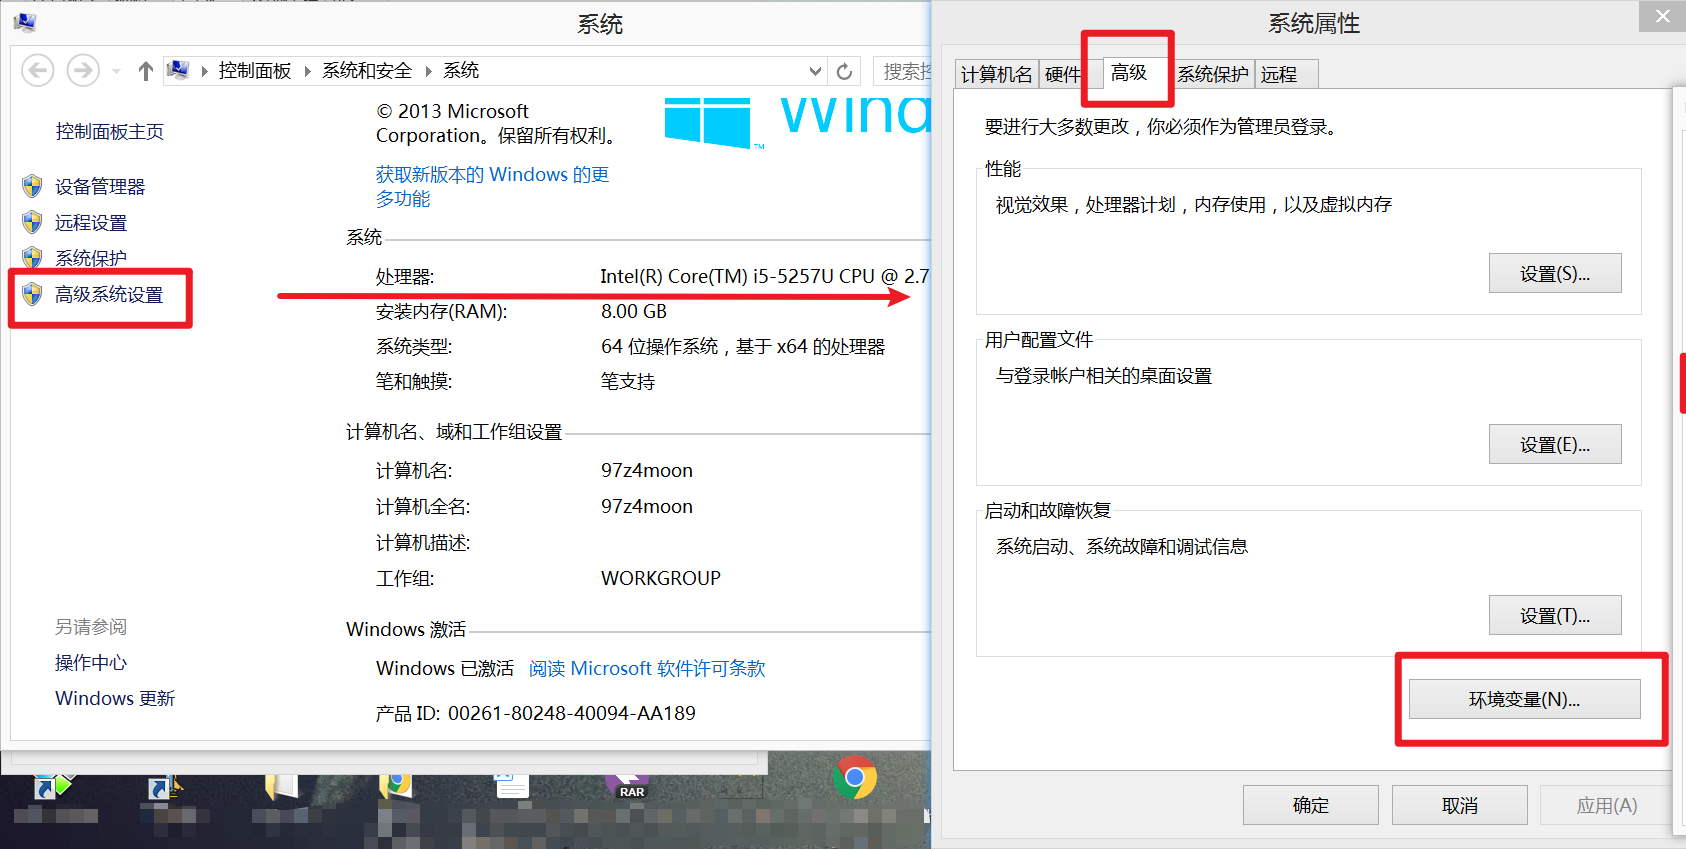 系统
控制面板
系统和安全
系统
搜索控
控制面板主页
设备管理器
远程设置
系统保护
高级系统设置
另请参阅
操作中心
Windows 更新
© 2013 Microsoft
Corporation。保留所有权利。
Wind
TM
获取新版本的 Windows 的更
多功能
系统
处理器:
Intel(R) Core(TM) i5-5257U CPU @ 2.7
安装内存(RAM):
8.00 GB
系统类型:
64 位操作系统，基于 x64 的处理器
笔和触摸:
笔支持
计算机名、域和工作组设置
计算机名:
97z4moon
计算机全名:
97z4moon
计算机描述:
工作组:
WORKGROUP
Windows 激活
Windows 已激活 阅读 Microsoft 软件许可条款
产品 ID: 00261-80248-40094-AA189
RAR
系统属性
计算机名
硬件
高级
系统保护
远程
要进行大多数更改，你必须作为管理员登录。
性能
视觉效果，处理器计划，内存使用，以及虚拟内存
设置(S)...
用户配置文件
与登录帐户相关的桌面设置
设置(E)...
启动和故障恢复
系统启动、系统故障和调试信息
设置(T)...
环境变量(N)...
确定
取消
应用(A)